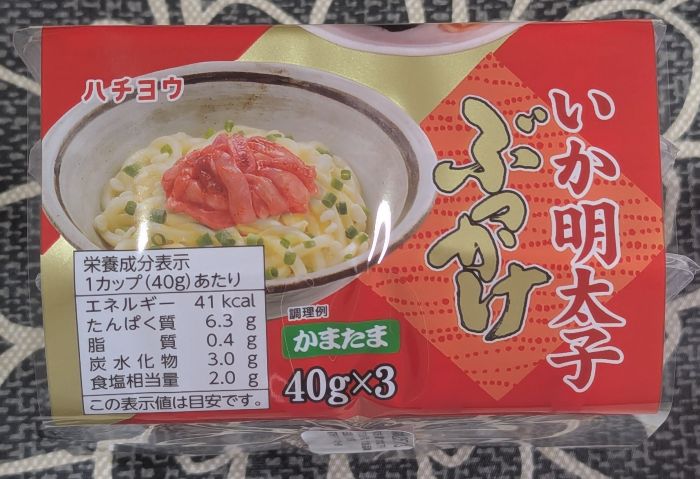 ハチヨウ
いか明太子
ぶっかけ
栄養成分表示
1カップ(40g)あたり
エネルギー 41 kcal
たんぱく質 6.3 g
脂質 0.4 g
炭水化物 3.0 g
食塩相当量 2.0 g
この表示値は目安です。
調理例
かまたま
40g×3